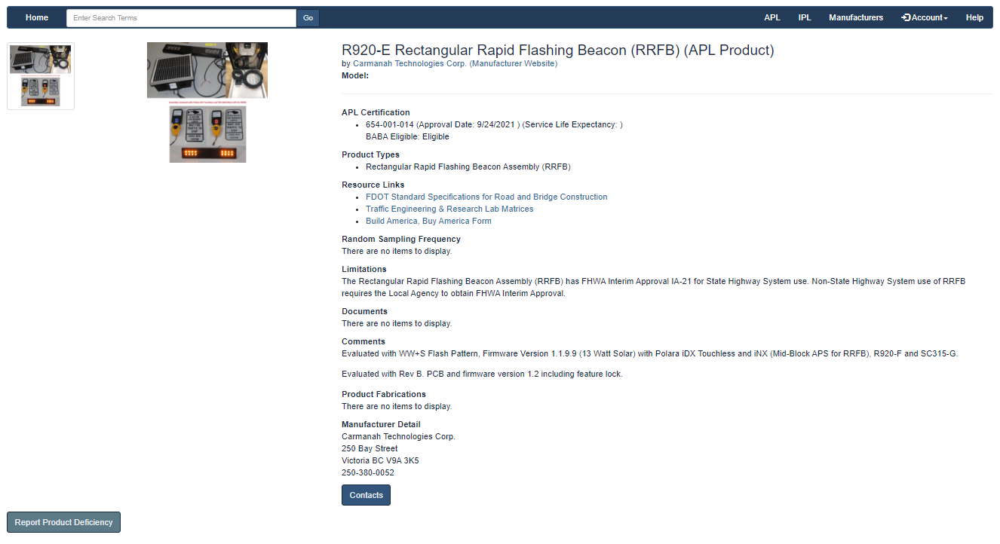 Home
Enter Search Terms
Go
APL
IPL
Manufacturers
Account
Help
R920-E Rectangular Rapid Flashing Beacon (RRFB) (APL Product)
by Carmanah Technologies Corp. (Manufacturer Website)
Model:
APL Certification
654-001-014 (Approval Date: 9/24/2021 ) (Service Life Expectancy: )
BABA Eligible: Eligible
Product Types
Rectangular Rapid Flashing Beacon Assembly (RRFB)
Resource Links
FDOT Standard Specifications for Road and Bridge Construction
Traffic Engineering & Research Lab Matrices
Build America, Buy America Form
Random Sampling Frequency
There are no items to display.
Limitations
The Rectangular Rapid Flashing Beacon Assembly (RRFB) has FHWA Interim Approval IA-21 for State Highway System use. Non-State Highway System use of RRFB
requires the Local Agency to obtain FHWA Interim Approval.
Documents
There are no items to display.
Comments
Evaluated with WW+S Flash Pattern, Firmware Version 1.1.9.9 (13 Watt Solar) with Polara iDX Touchless and iNX (Mid-Block APS for RRFB), R920-F and SC315-G.
Evaluated with Rev B. PCB and firmware version 1.2 including feature lock.
Product Fabrications
There are no items to display.
Manufacturer Detail
Carmanah Technologies Corp.
250 Bay Street
Victoria BC V9A 3K5
250-380-0052
Contacts
Report Product Deficiency